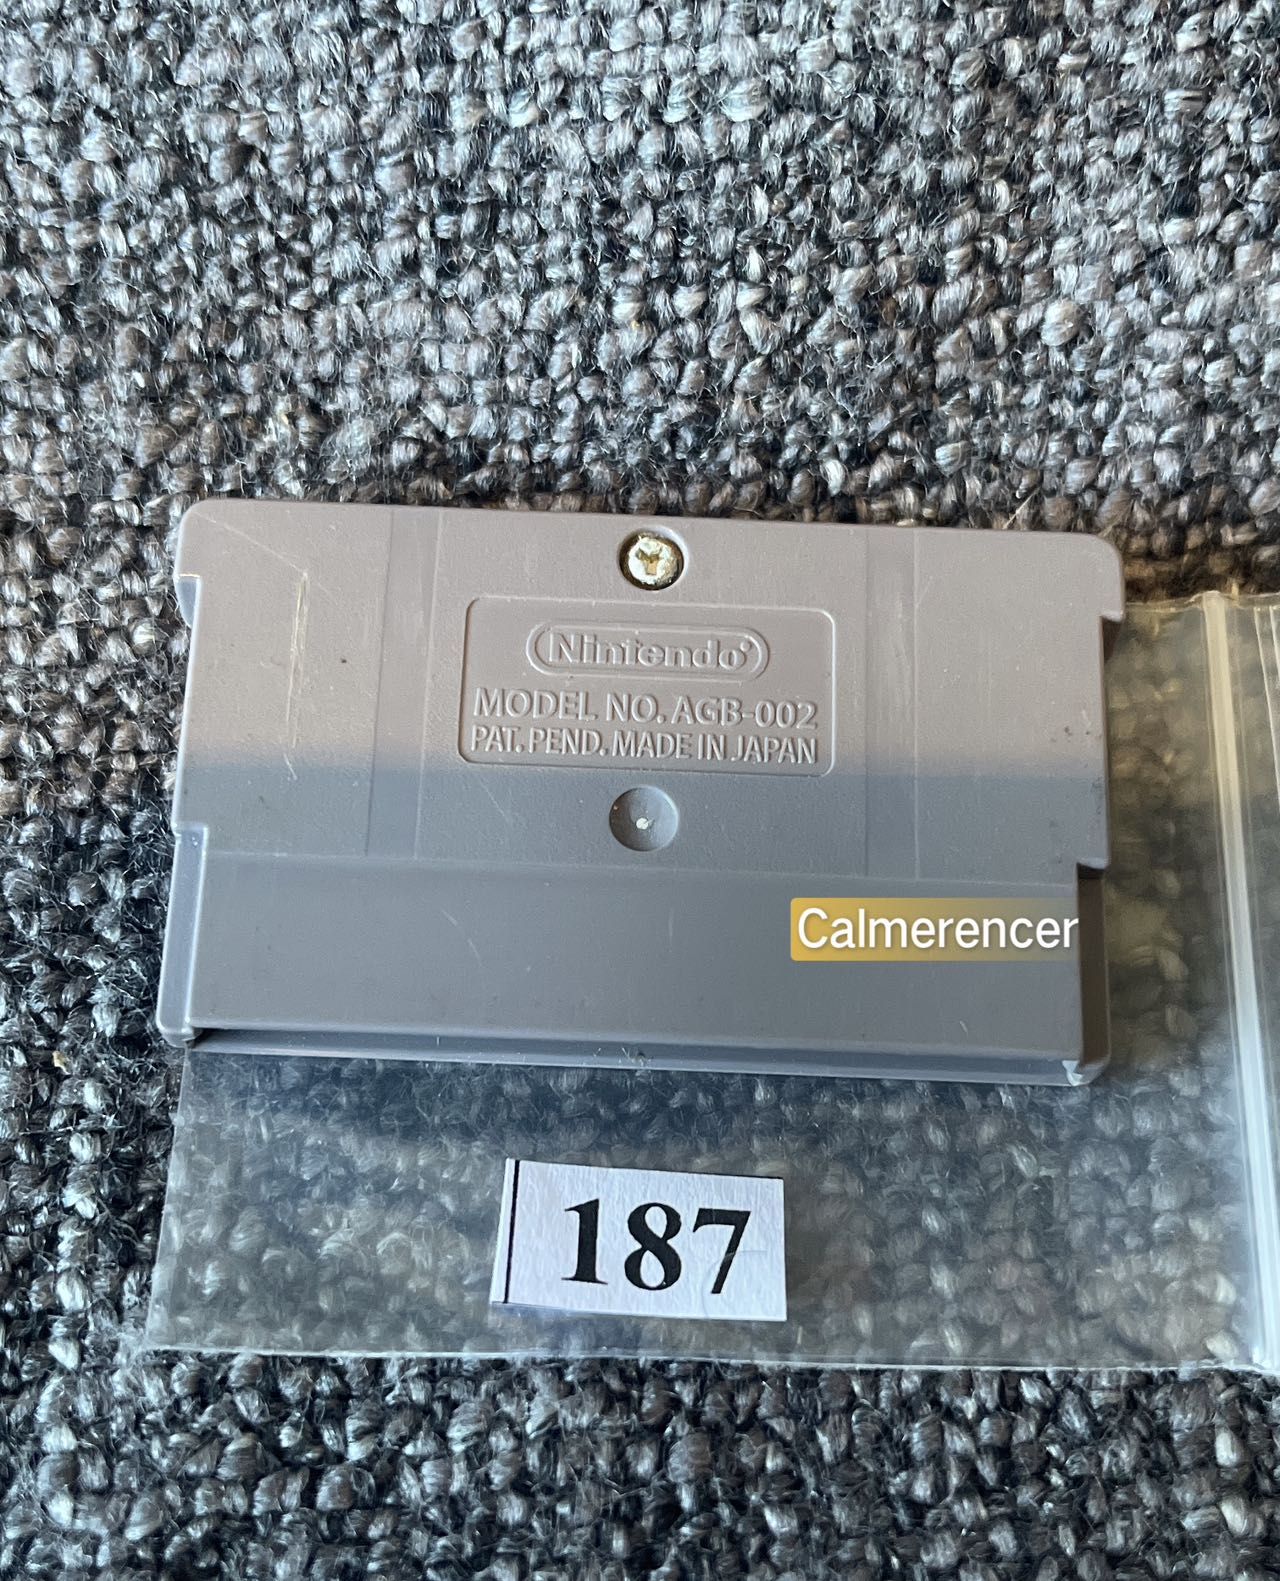 Nintendo®
MODEL NO. AGB-002
PAT. PEND. MADE IN JAPAN
Calmerencer
187